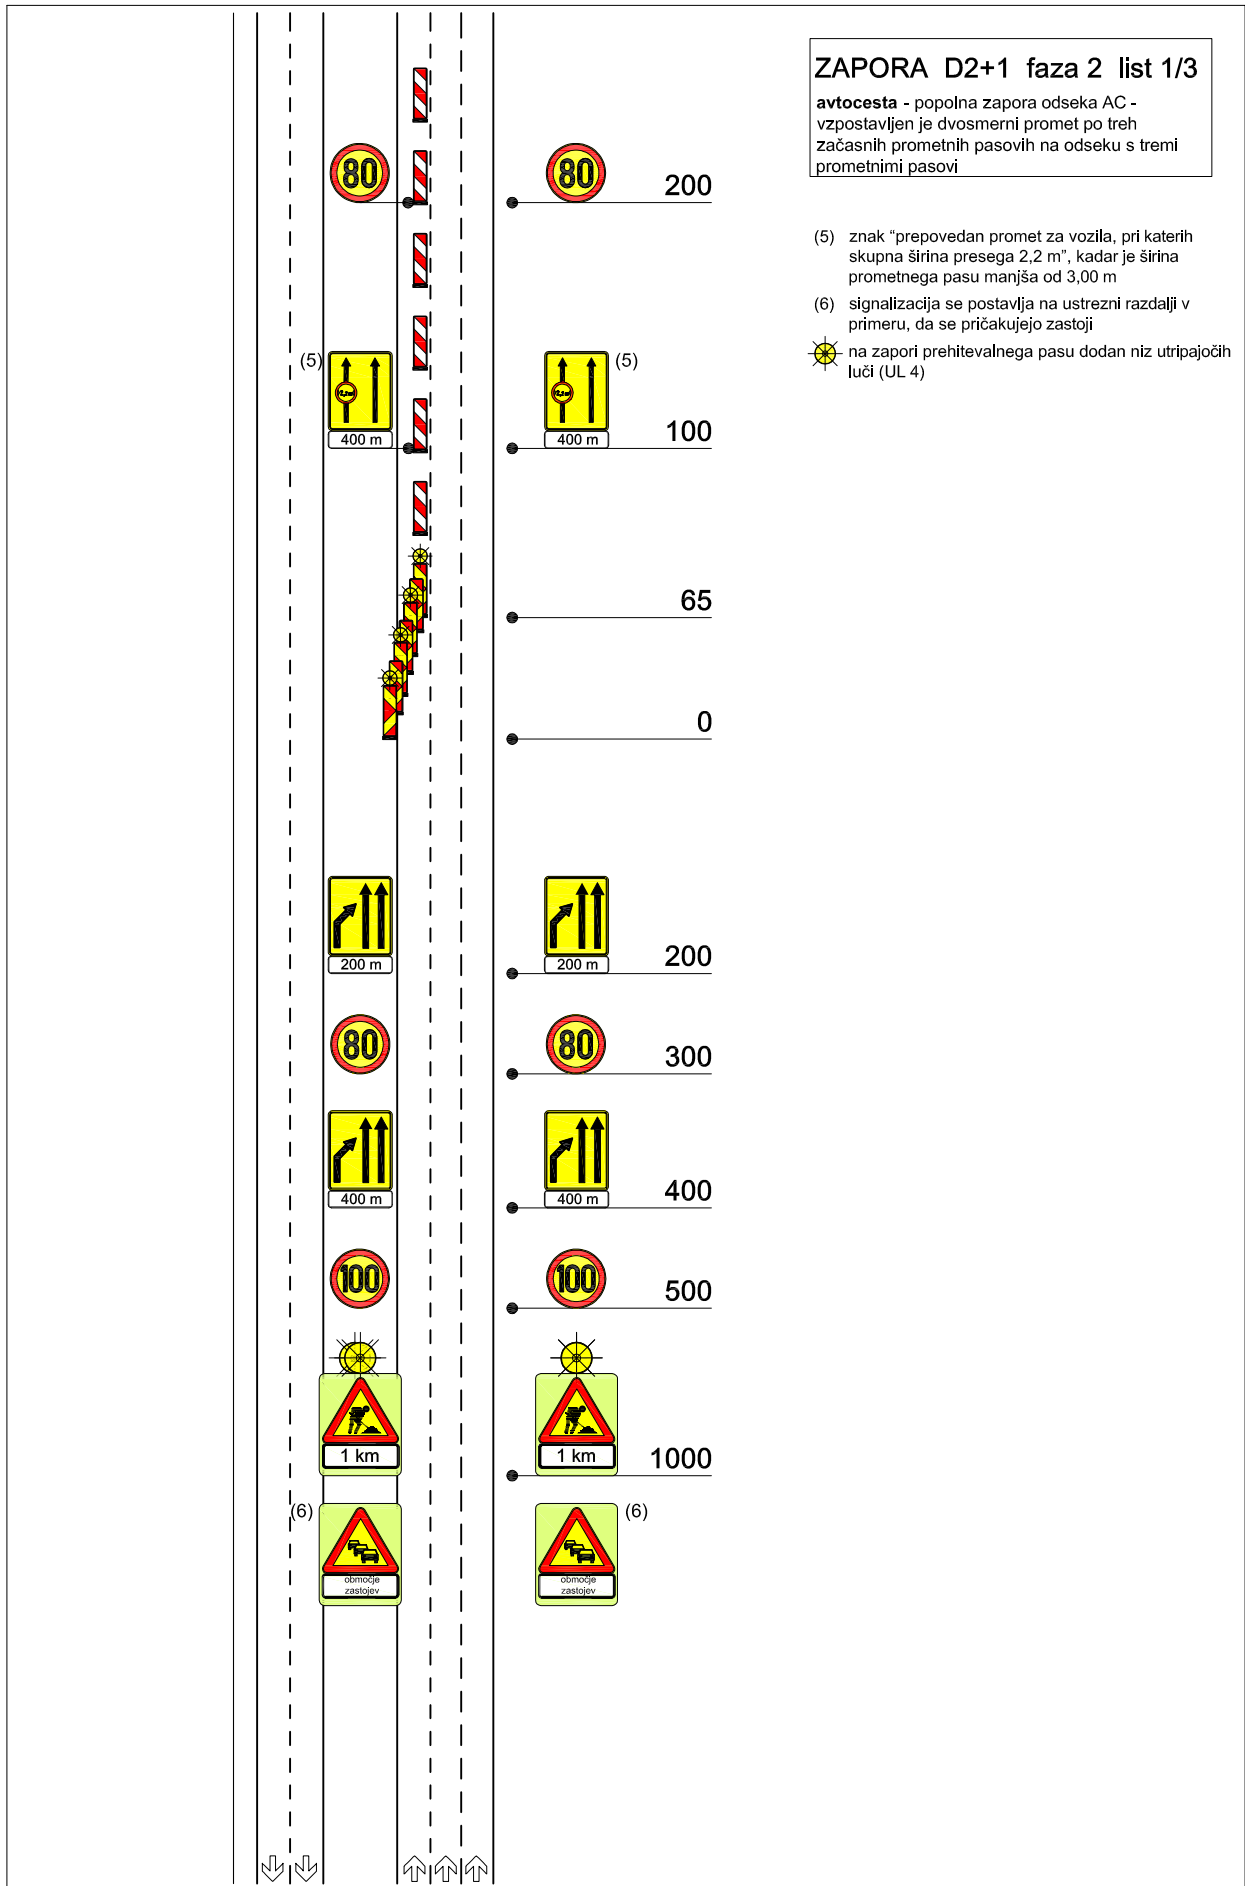 ZAPORA D2+1 faza 2 list 1/3
avtocesta - popolna zapora odseka AC -
vzpostavljen je dvosmerni promet po treh
začasnih prometnih pasovih na odseku s tremi
prometnimi pasovi
(5) znak “prepovedan promet za vozila, pri katerih
skupna širina presega 2,2 m”, kadar je širina
prometnega pasu manjša od 3,00 m
(6) signalizacija se postavlja na ustrezni razdalji v
primeru, da se pričakujejo zastoji
na zapori prehitevalnega pasu dodan niz utripajočih
luči (UL 4)
80 80 200
(5) (5)
400 m 400 m 100
65
0
200 m 200 m 200
80 80 300
400 m 400 m 400
100 100 500
1 km 1 km 1000
(6) (6)
območje območje
zastojev zastojev